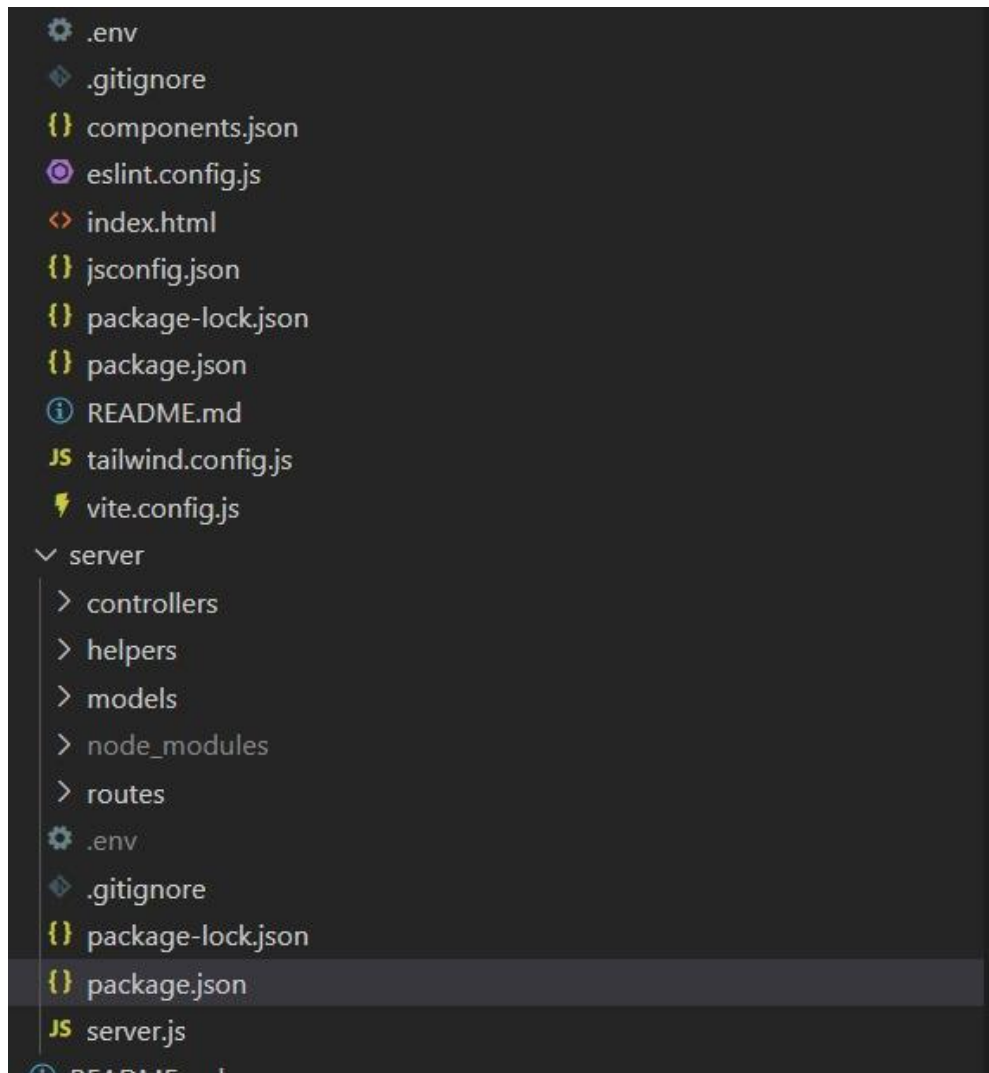 .env
.gitignore
{} components.json
eslint.config.js
<> index.html
{} jsconfig.json
{} package-lock.json
{} package.json
README.md
JS tailwind.config.js
vite.config.js
server
controllers
helpers
models
node_modules
routes
.env
.gitignore
{} package-lock.json
{} package.json
JS server.js